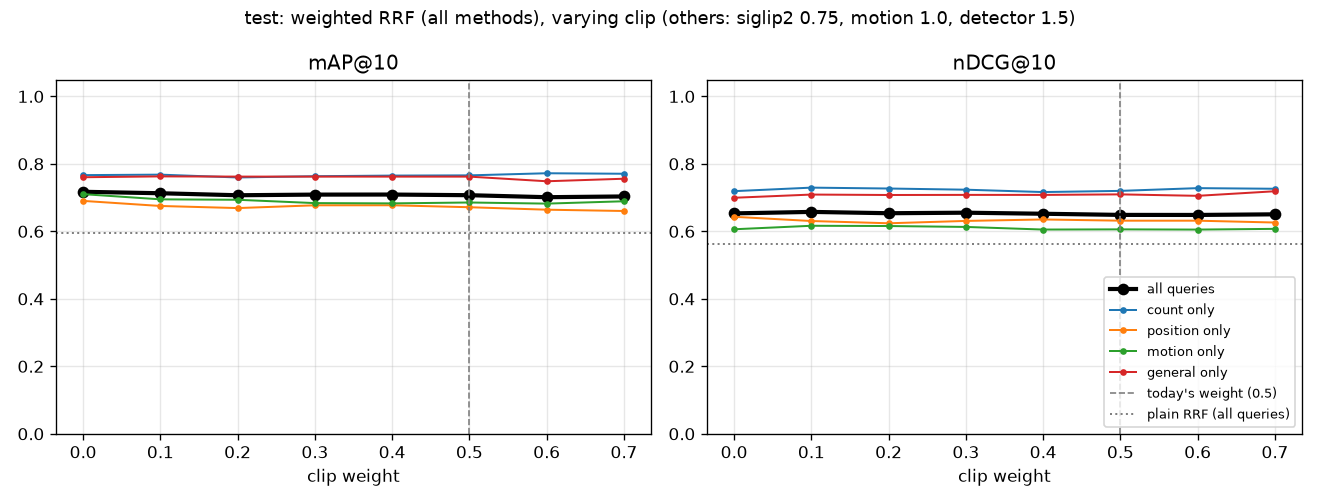 test: weighted RRF (all methods), varying clip (others: siglip2 0.75, motion 1.0, detector 1.5)
mAP@10
1.0
0.8
0.6
0.4
0.2
0.0
0.0 0.1 0.2 0.3 0.4 0.5 0.6 0.7
clip weight
nDCG@10
1.0
0.8
0.6
0.4
0.2
0.0
0.0 0.1 0.2 0.3 0.4 0.5 0.6 0.7
clip weight
all queries
count only
position only
motion only
general only
today's weight (0.5)
plain RRF (all queries)